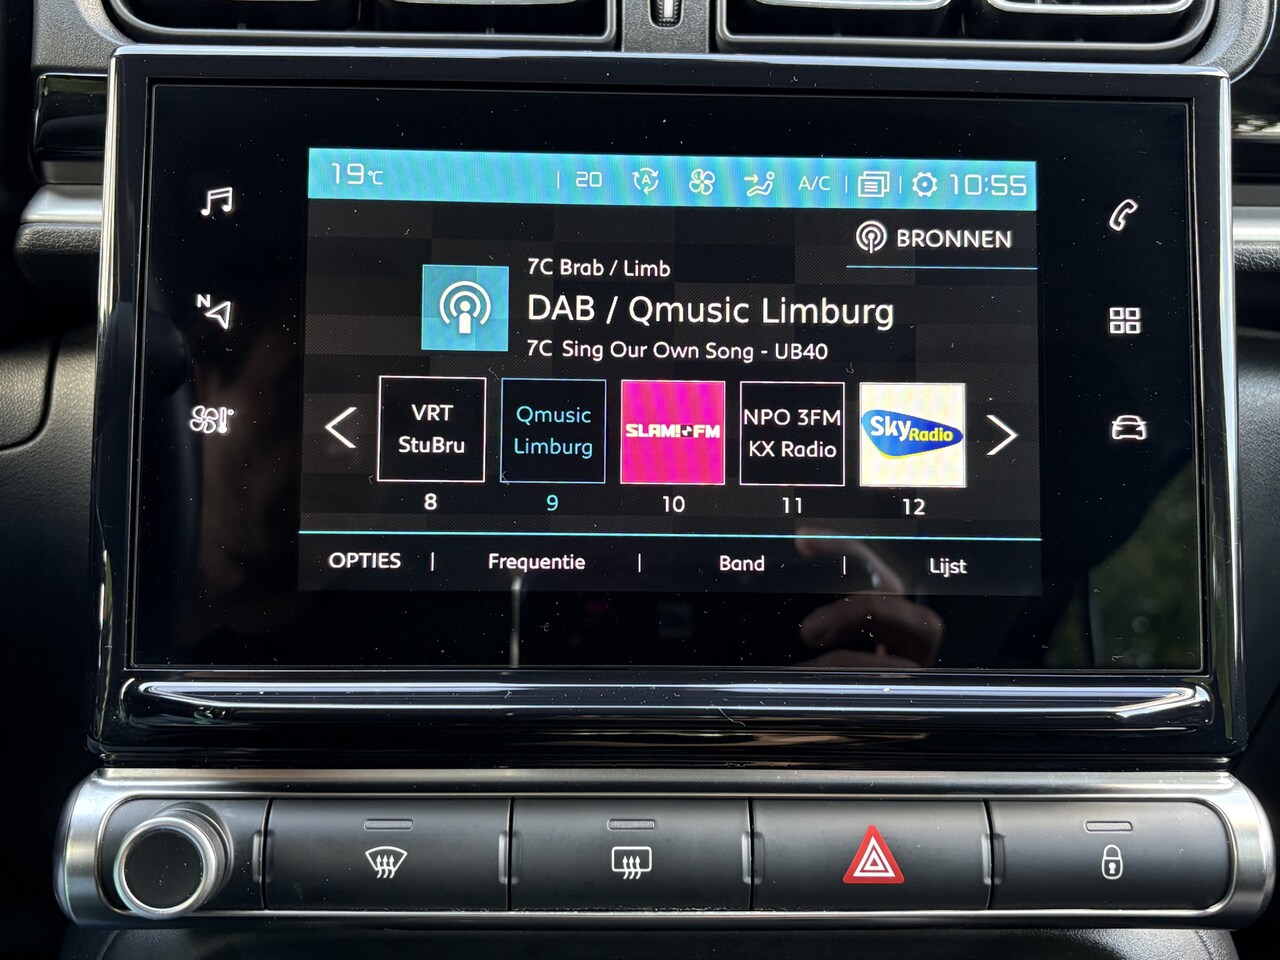 19°C
20
A
A/C
10:55
BRONNEN
7C Brab / Limb
DAB / Qmusic Limburg
7C Sing Our Own Song - UB40
N
VRT
StuBru
Qmusic
Limburg
SLAM!FM
NPO 3FM
KX Radio
Sky Radio
8
9
10
11
12
OPTIES
Frequentie
Band
Lijst